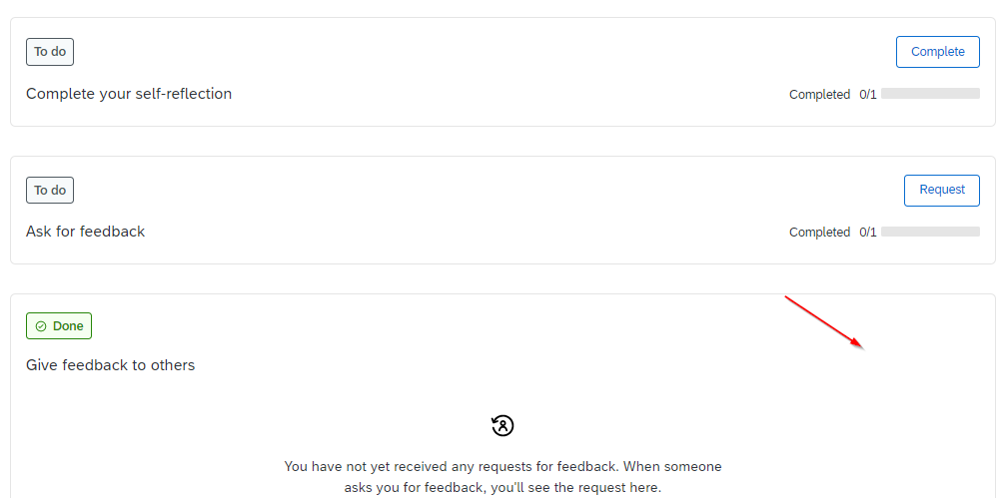 To do
Complete
Complete your self-reflection
Completed 0/1
To do
Request
Ask for feedback
Completed 0/1
Done
Give feedback to others
You have not yet received any requests for feedback. When someone
asks you for feedback, you'll see the request here.